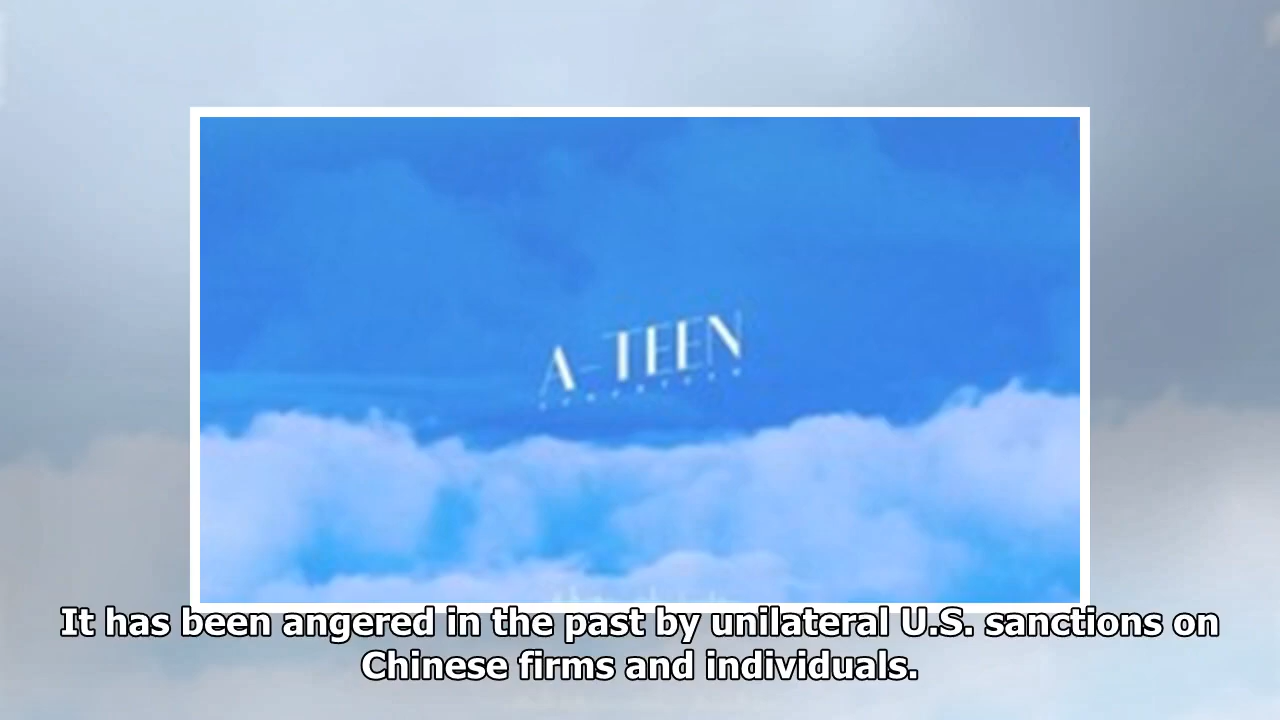 A-TEEN
It has been angered in the past by unilateral U.S. sanctions on
Chinese firms and individuals.